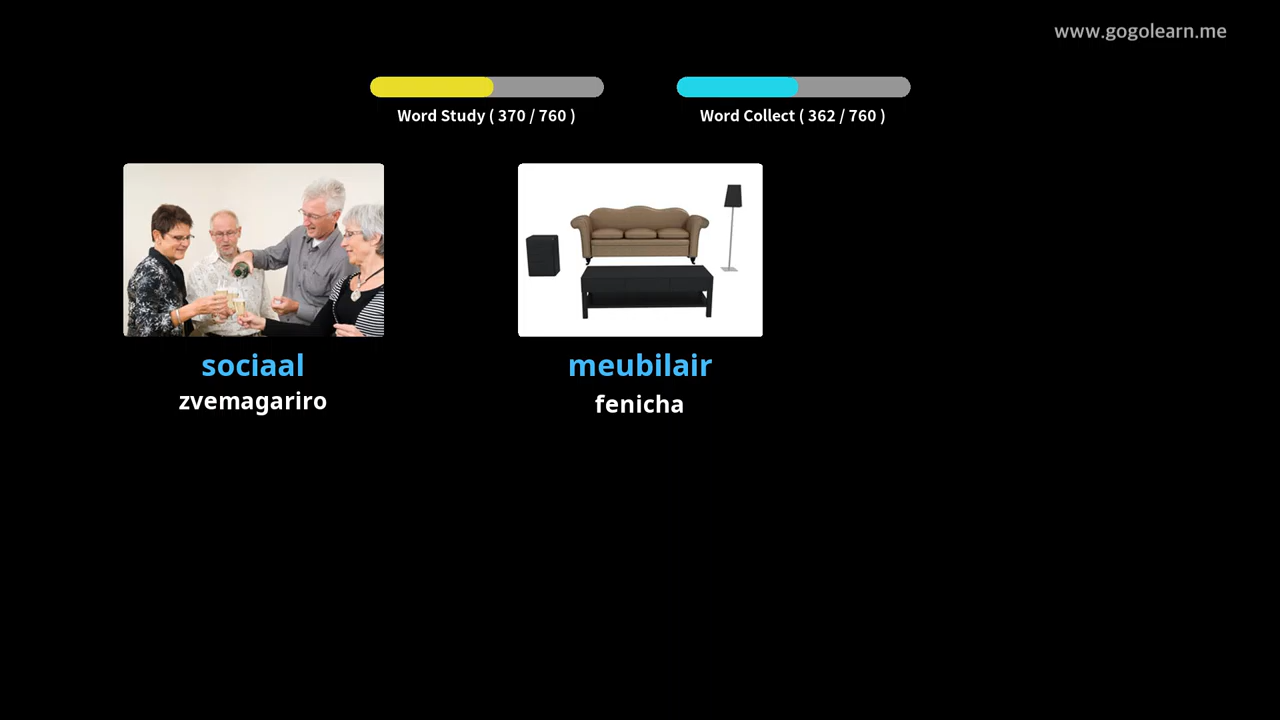 www.gogolearn.me
Word Study ( 370 / 760 )
Word Collect ( 362 / 760 )
sociaal
zvemagariro
meubilair
fenicha